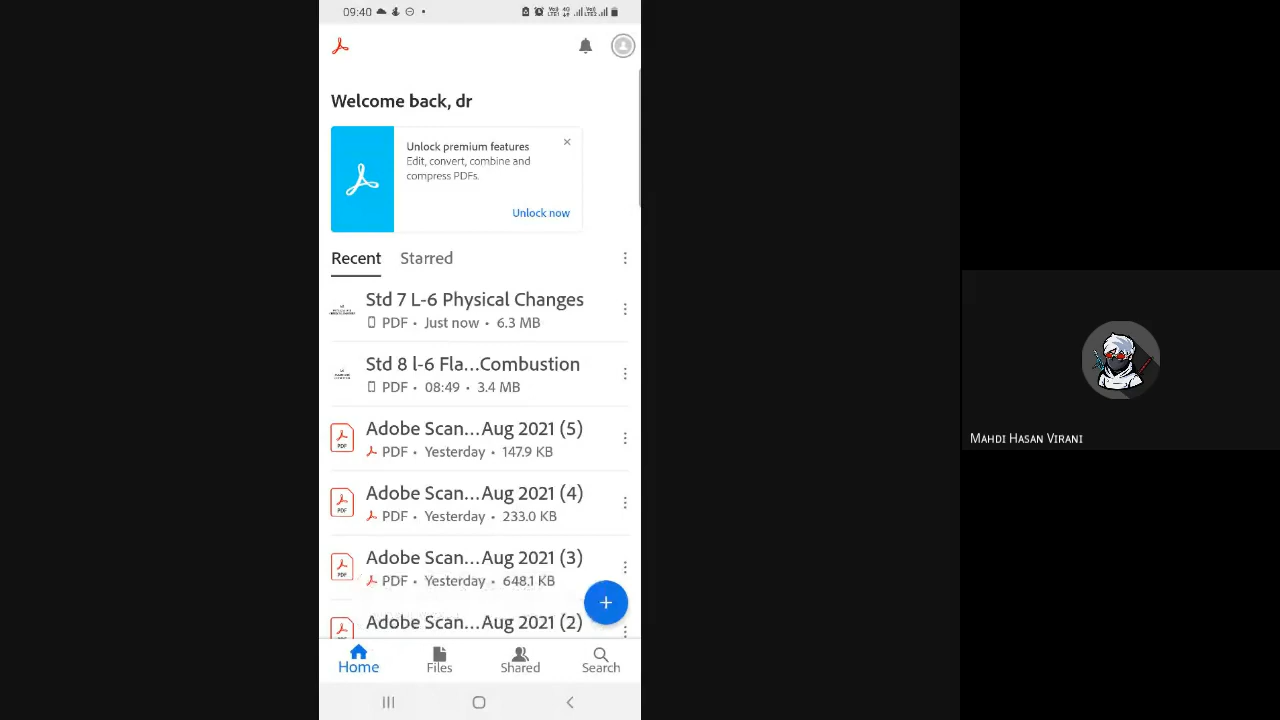 09:40
Welcome back, dr
Unlock premium features
Edit, convert, combine and
compress PDFs.
Unlock now
Recent Starred
Std 7 L-6 Physical Changes
PDF • Just now • 6.3 MB
Std 8 l-6 Fla...Combustion
PDF • 08:49 • 3.4 MB
Adobe Scan...Aug 2021 (5)
PDF • Yesterday • 147.9 KB
Adobe Scan...Aug 2021 (4)
PDF • Yesterday • 233.0 KB
Adobe Scan...Aug 2021 (3)
PDF • Yesterday • 648.1 KB
Adobe Scan...Aug 2021 (2)
Home Files Shared Search
Mahdi Hasan Virani